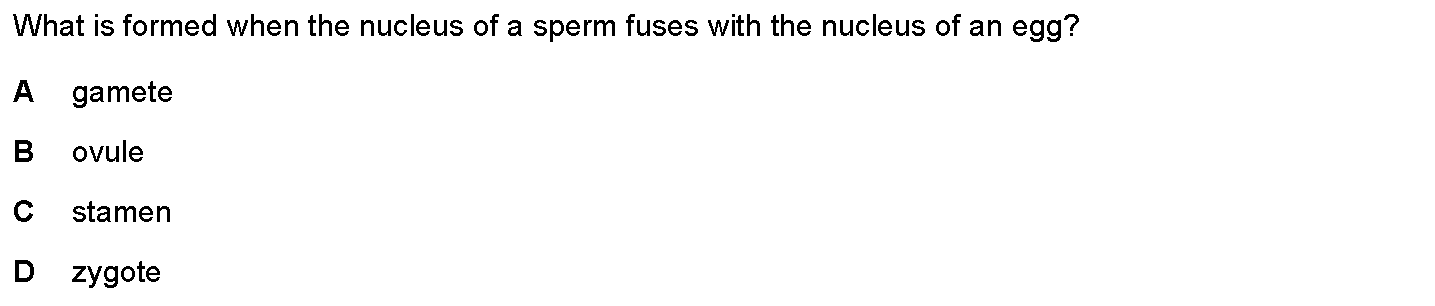 What is formed when the nucleus of a sperm fuses with the nucleus of an egg?
A gamete
B ovule
C stamen
D zygote